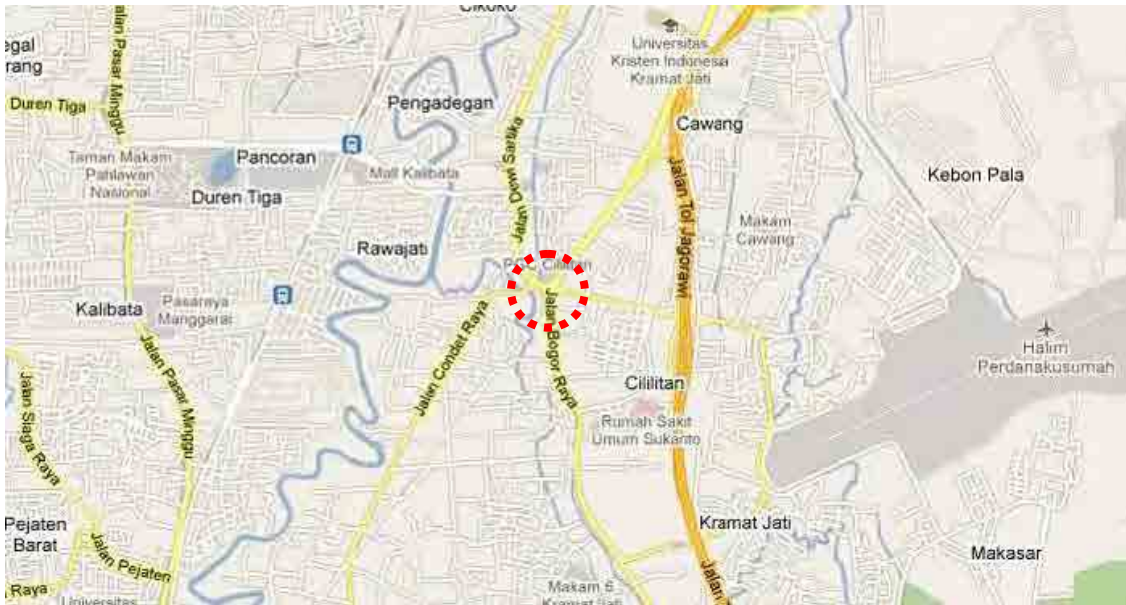 Cikoko
Jalan Pasar Minggu
egal
rang
Duren Tiga
Universitas
Kristen Indonesia
Kramat Jati
Pengadegan
Cawang
Taman Makam
Pahlawan
Nasional
Pancoran
Mall Kalibata
Duren Tiga
Jalan Dewi Sartika
Jalan Tol Jagorawi
Kebon Pala
Makam
Cawang
Rawajati
PGC Cililitan
Kalibata
Pasaraya
Manggarai
Jalan Condet Raya
Jalan Bogor Raya
Halim
Perdanakusumah
Jalan Pasar Minggu
Jalan Siaga Raya
Cililitan
Rumah Sakit
Umum Sukanto
Pejaten
Barat
Jalan Pejaten
Kramat Jati
Makasar
Raya
Universitas
Makam 6
Kramat Jati
Jalan